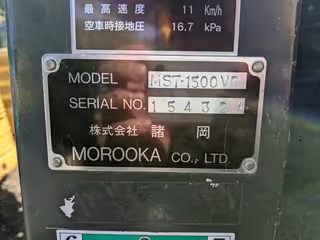 最高速度 11 Km/h
空車時接地圧 16.7 kPa
MODEL MST-1500VD
SERIAL NO.
株式会社 諸岡
MOROOKA CO., LTD.